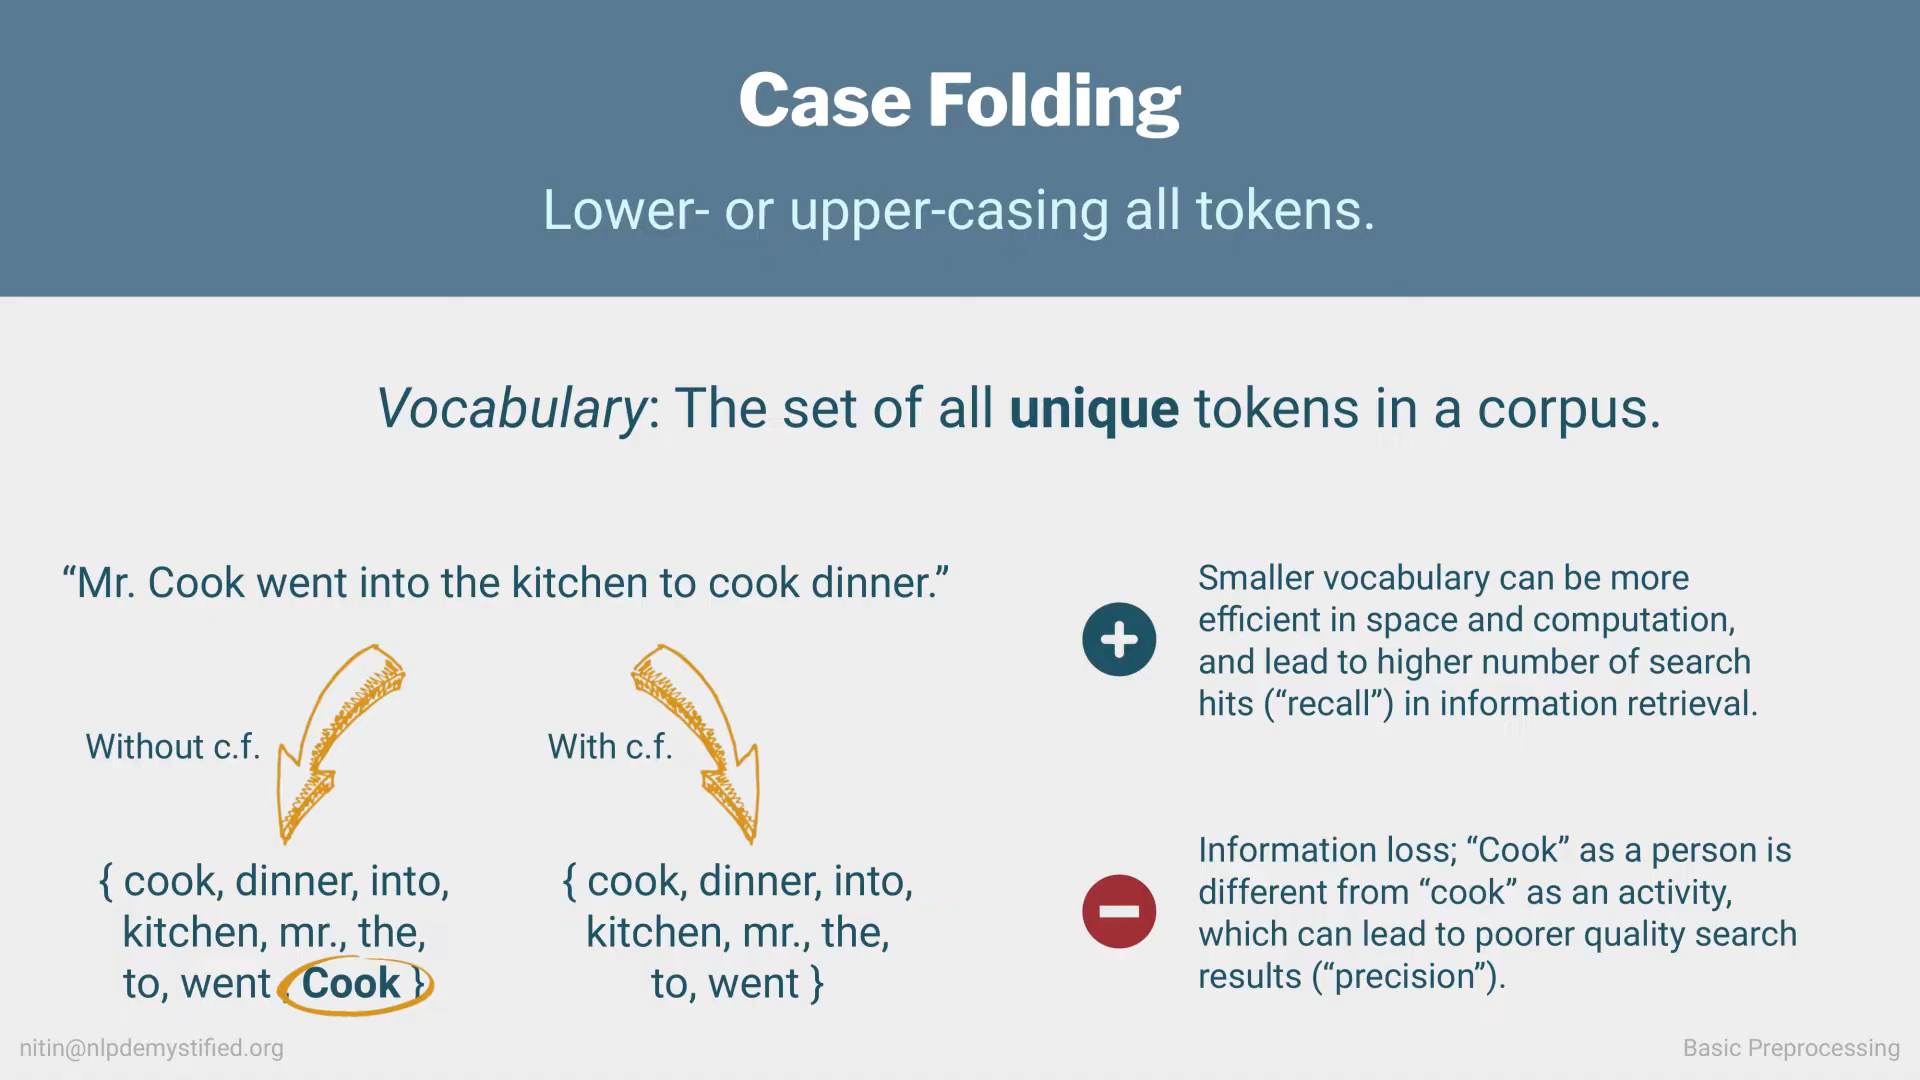 Case Folding
Lower- or upper-casing all tokens.
Vocabulary: The set of all unique tokens in a corpus.
“Mr. Cook went into the kitchen to cook dinner.”
Without c.f.
{ cook, dinner, into,
kitchen, mr., the,
to, went, Cook }
With c.f.
{ cook, dinner, into,
kitchen, mr., the,
to, went }
Smaller vocabulary can be more
efficient in space and computation,
and lead to higher number of search
hits (“recall”) in information retrieval.
Information loss; “Cook” as a person is
different from “cook” as an activity,
which can lead to poorer quality search
results (“precision”).
nitin@nlpdemystified.org
Basic Preprocessing